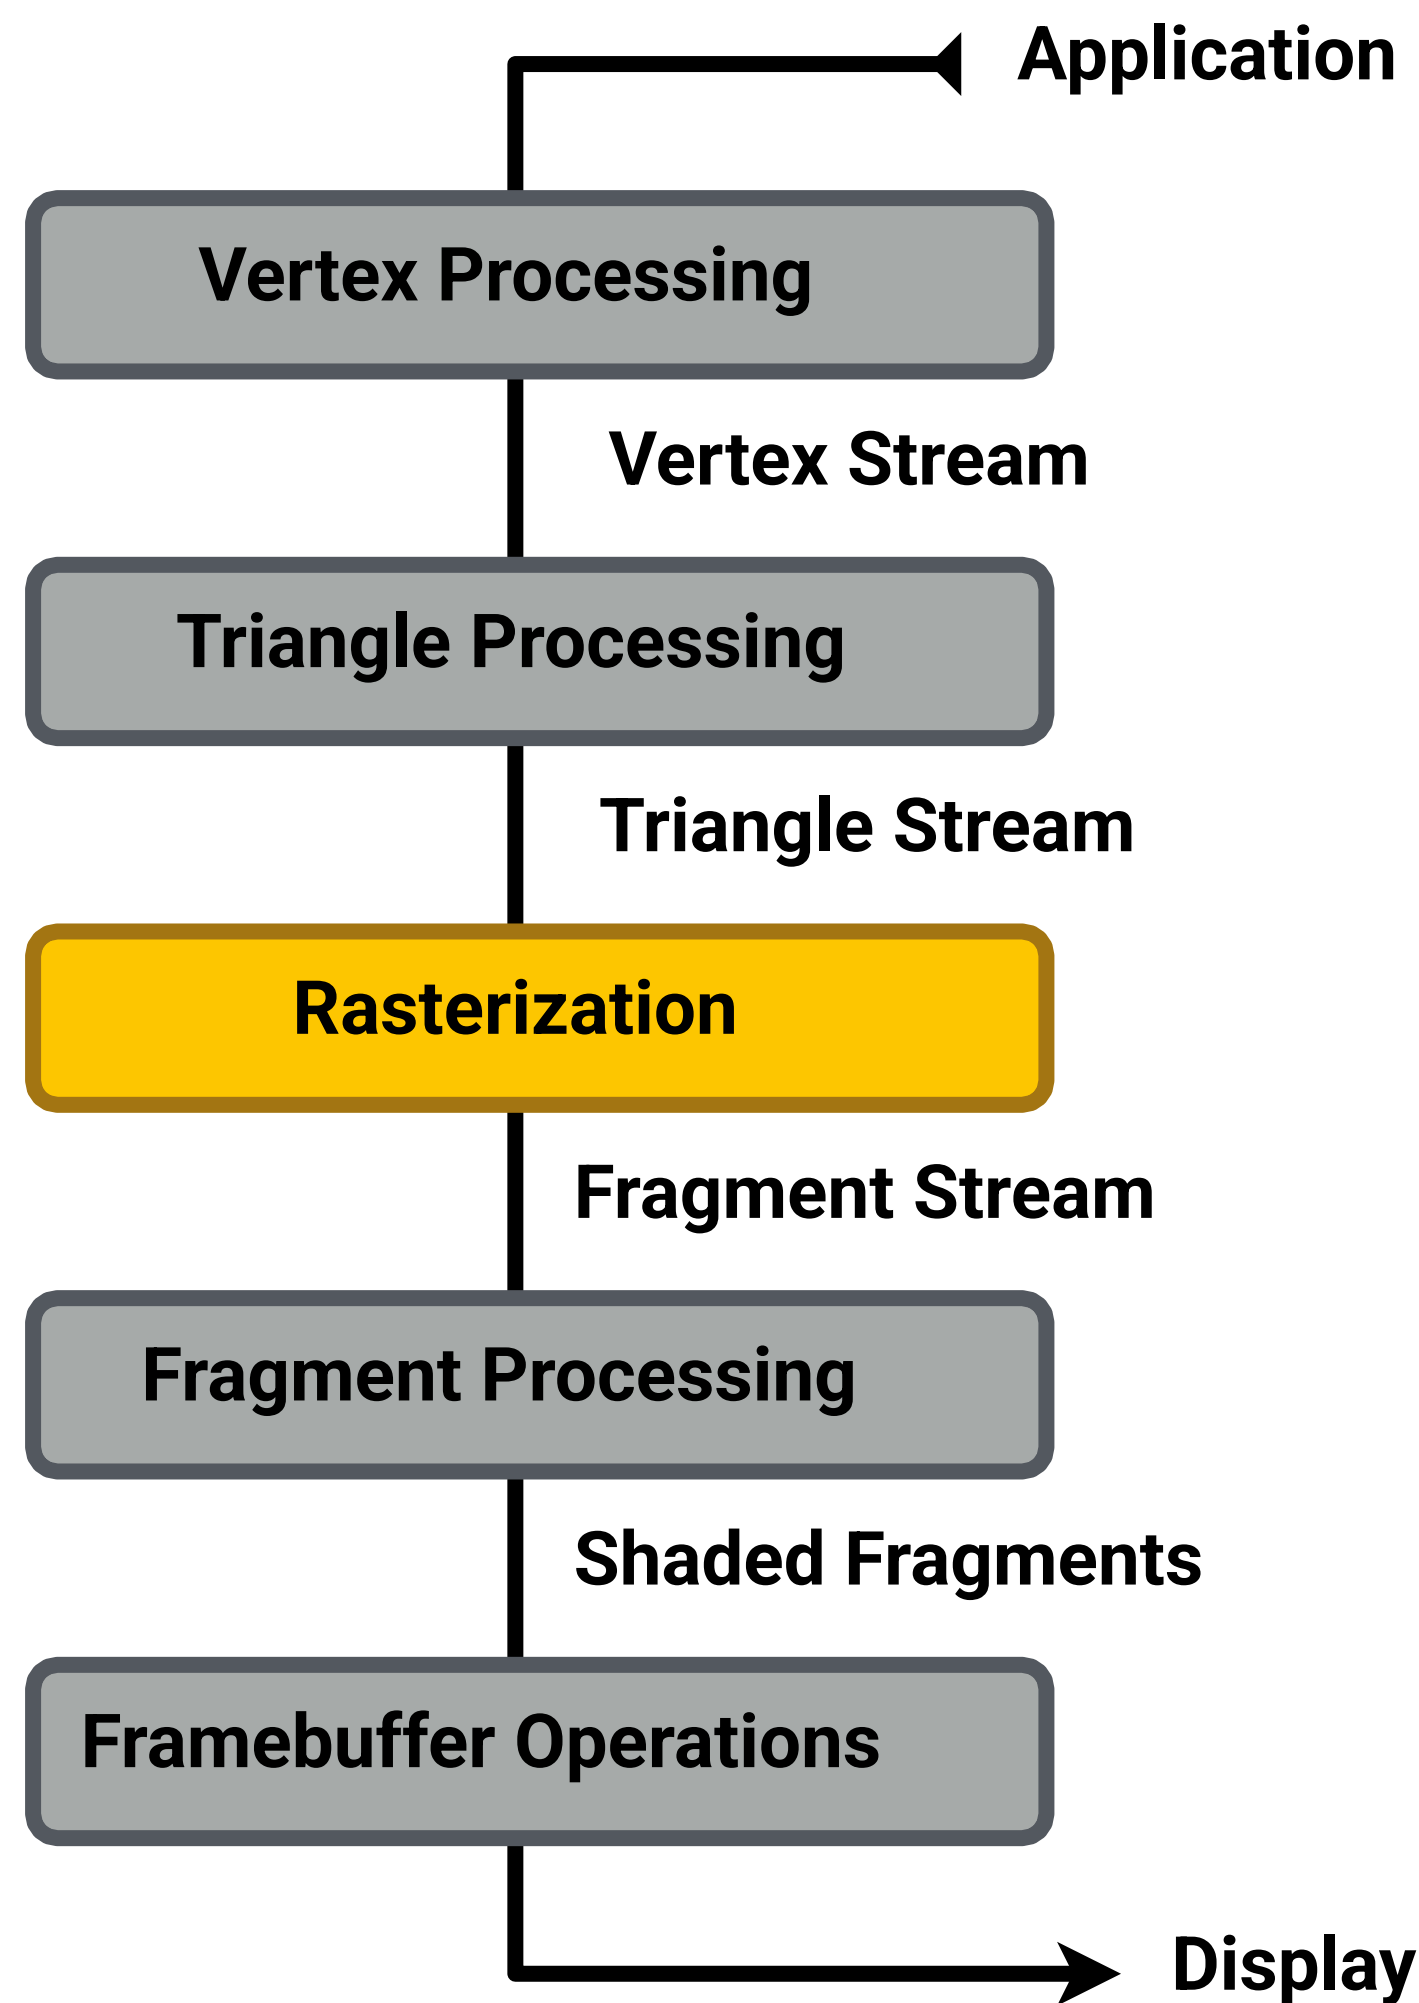 Application
Vertex Processing
Vertex Stream
Triangle Processing
Triangle Stream
Rasterization
Fragment Stream
Fragment Processing
Shaded Fragments
Framebuffer Operations
Display